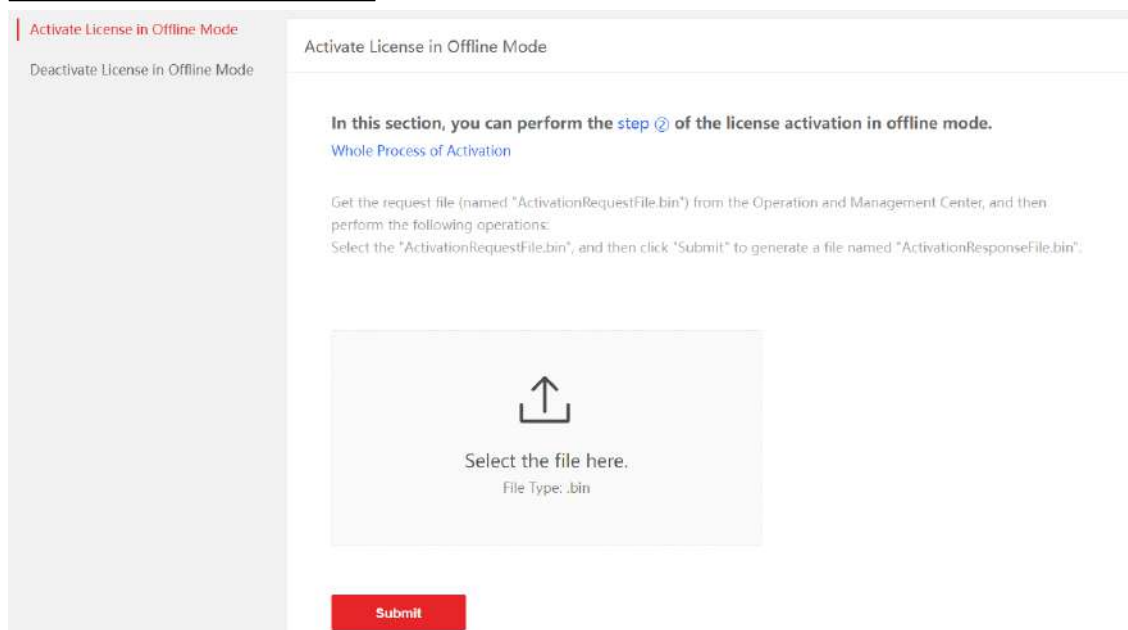 Activate License in Offline Mode
Deactivate License in Offline Mode
Activate License in Offline Mode
In this section, you can perform the step ② of the license activation in offline mode.
Whole Process of Activation
Get the request file (named "ActivationRequestFile.bin") from the Operation and Management Center, and then
perform the following operations:
Select the "ActivationRequestFile.bin", and then click "Submit" to generate a file named "ActivationResponseFile.bin".
Select the file here.
File Type: .bin
Submit